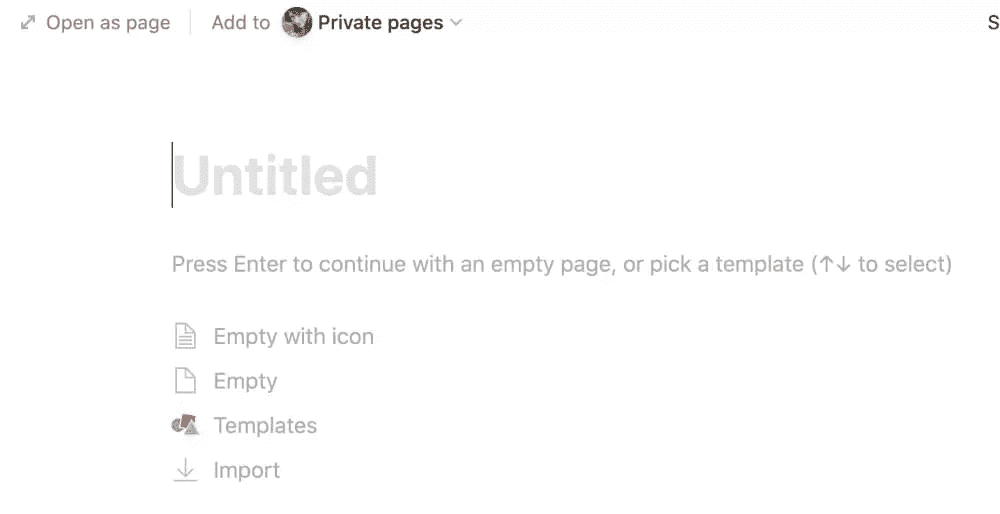 Open as page Add to Private pages S
Untitled
Press Enter to continue with an empty page, or pick a template (↑↓ to select)
Empty with icon
Empty
Templates
Import